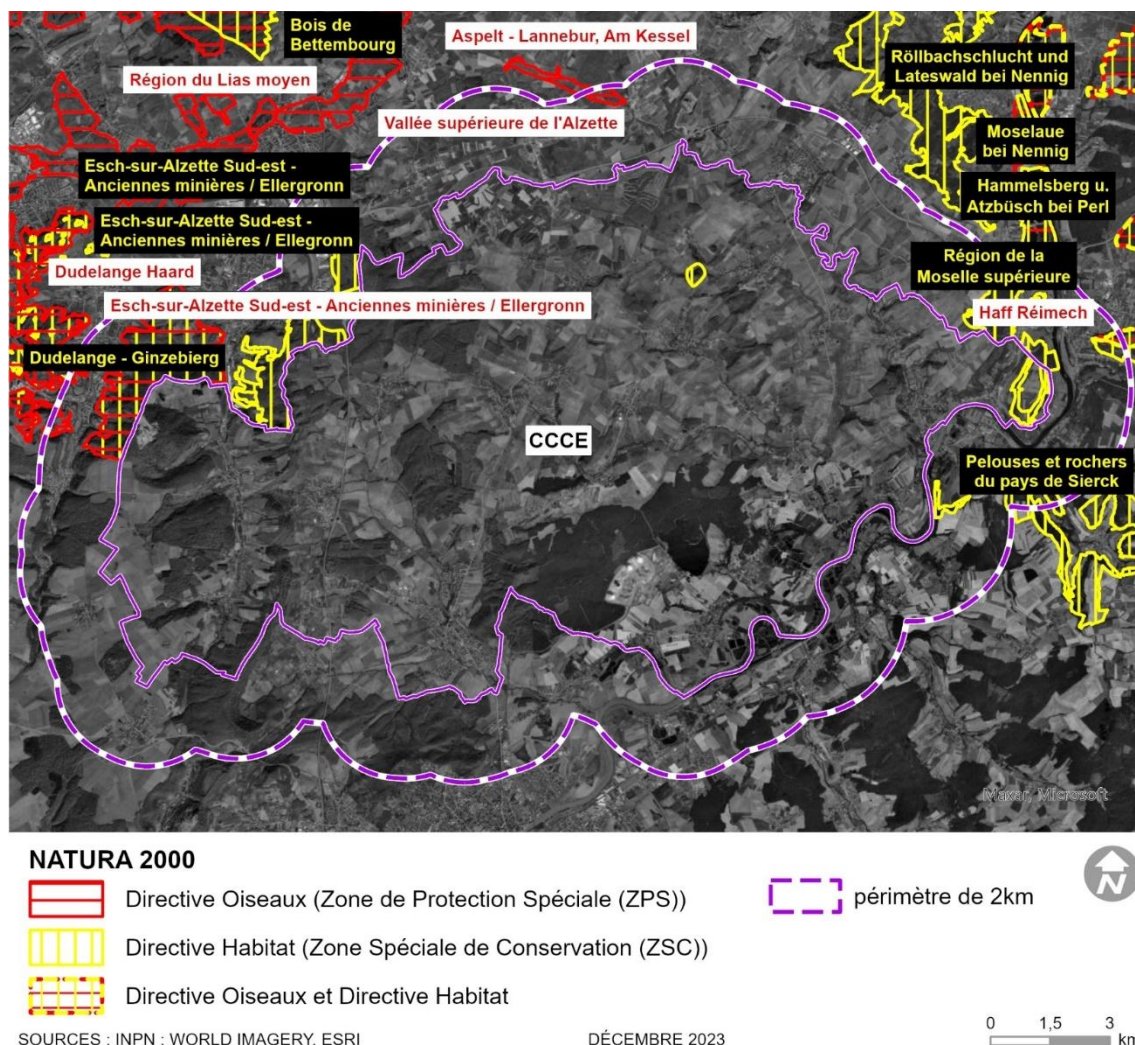 Bois de
Bettembourg
Aspelt - Lannebur, Am Kessel
Röllbachschlucht und
Lateswald bei Nennig
Région du Lias moyen
Vallée supérieure de l'Alzette
Moselaue
bei Nennig
Esch-sur-Alzette Sud-est -
Anciennes minières / Ellergronn
Hammelsberg u.
Atzbüsch bei Perl
Esch-sur-Alzette Sud-est -
Anciennes minières / Ellegronn
Région de la
Moselle supérieure
Dudelange Haard
Esch-sur-Alzette Sud-est - Anciennes minières / Ellergronn
Haff Réimech
Dudelange - Ginzebierg
CCCE
Pelouses et rochers
du pays de Sierck
Maxar, Microsoft
NATURA 2000
Directive Oiseaux (Zone de Protection Spéciale (ZPS))
périmètre de 2km
N
Directive Habitat (Zone Spéciale de Conservation (ZSC))
Directive Oiseaux et Directive Habitat
SOURCES : INPN ; WORLD IMAGERY, ESRI
DÉCEMBRE 2023
0 1,5 3
km